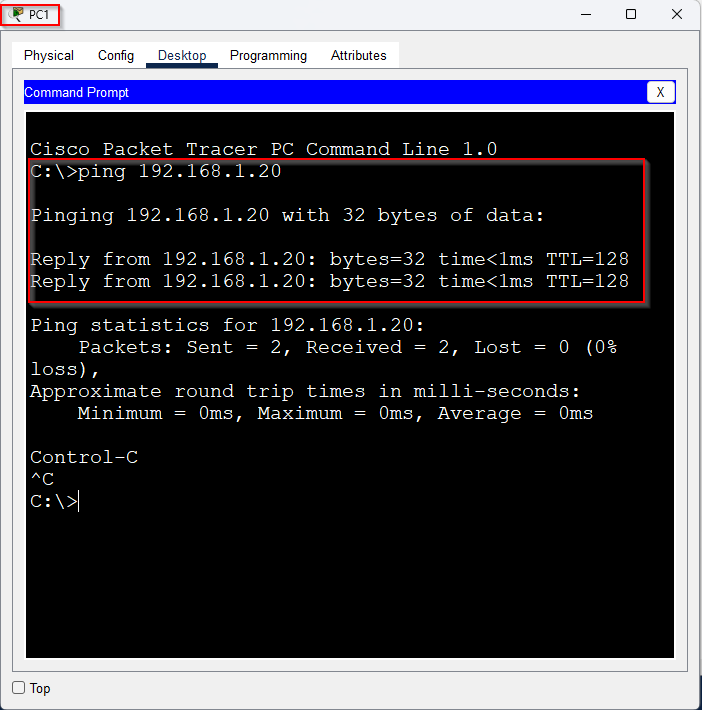 PC1
Physical Config Desktop Programming Attributes
Command Prompt X
Cisco Packet Tracer PC Command Line 1.0
C:\>ping 192.168.1.20
Pinging 192.168.1.20 with 32 bytes of data:
Reply from 192.168.1.20: bytes=32 time<1ms TTL=128
Reply from 192.168.1.20: bytes=32 time<1ms TTL=128
Ping statistics for 192.168.1.20:
Packets: Sent = 2, Received = 2, Lost = 0 (0%
loss),
Approximate round trip times in milli-seconds:
Minimum = 0ms, Maximum = 0ms, Average = 0ms
Control-C
^C
C:\>
Top